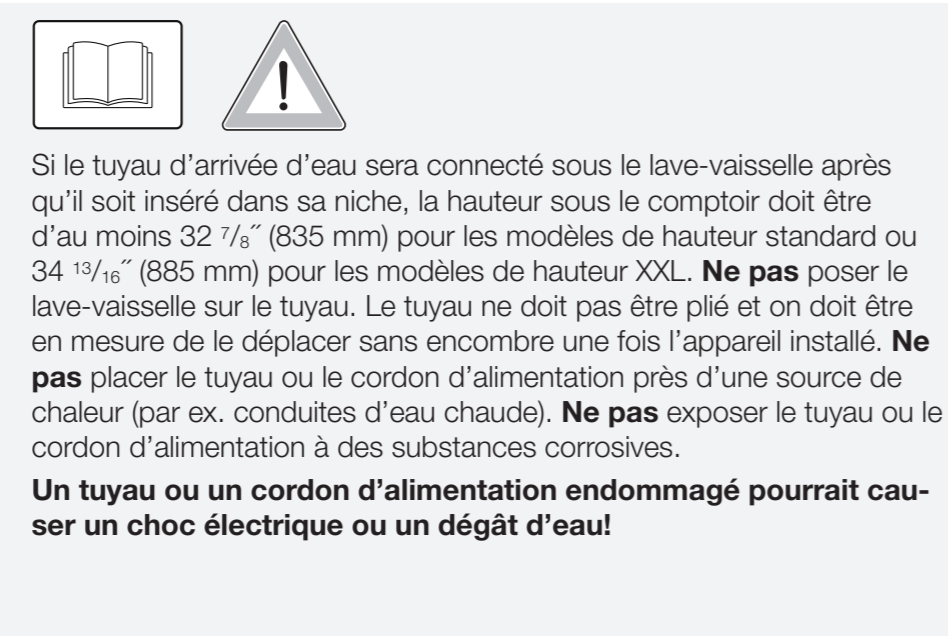 Si le tuyau d’arrivée d’eau sera connecté sous le lave-vaisselle après
qu’il soit inséré dans sa niche, la hauteur sous le comptoir doit être
d’au moins 32 ⁷/₈˝ (835 mm) pour les modèles de hauteur standard ou
34 ¹³/₁₆˝ (885 mm) pour les modèles de hauteur XXL. Ne pas poser le
lave-vaisselle sur le tuyau. Le tuyau ne doit pas être plié et on doit être
en mesure de le déplacer sans encombre une fois l’appareil installé. Ne
pas placer le tuyau ou le cordon d’alimentation près d’une source de
chaleur (par ex. conduites d’eau chaude). Ne pas exposer le tuyau ou le
cordon d’alimentation à des substances corrosives.
Un tuyau ou un cordon d’alimentation endommagé pourrait cau-
ser un choc électrique ou un dégât d’eau!